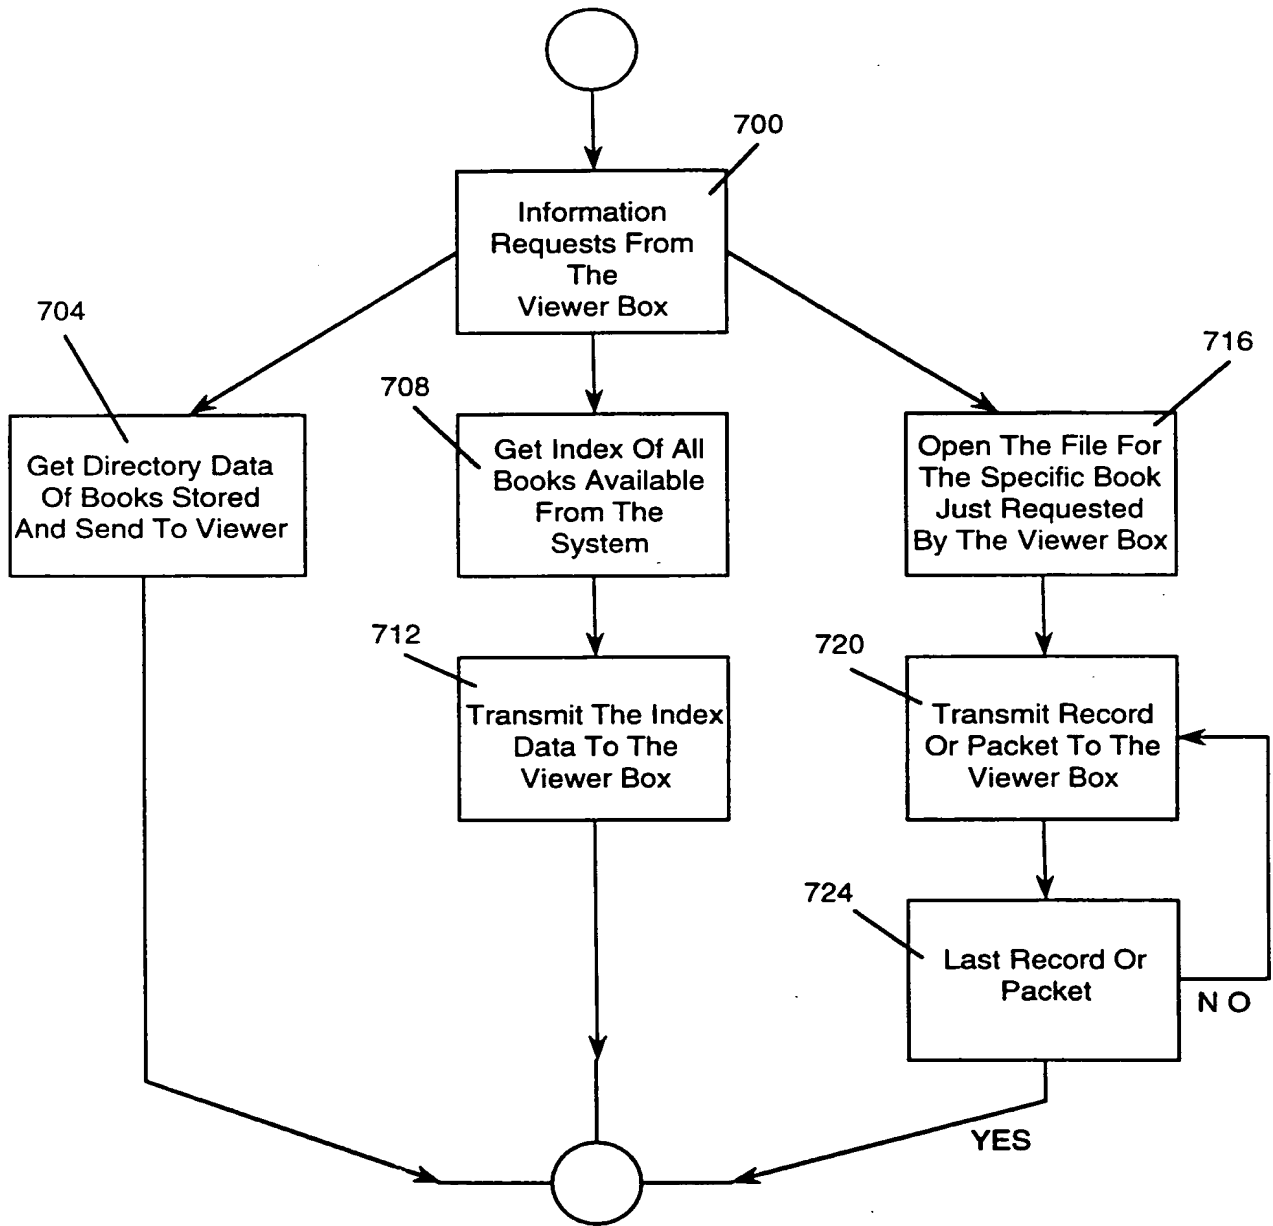 700
Information
Requests From
The
Viewer Box
704
Get Directory Data
Of Books Stored
And Send To Viewer
708
Get Index Of All
Books Available
From The
System
716
Open The File For
The Specific Book
Just Requested
By The Viewer Box
712
Transmit The Index
Data To The
Viewer Box
720
Transmit Record
Or Packet To The
Viewer Box
724
Last Record Or
Packet
NO
YES